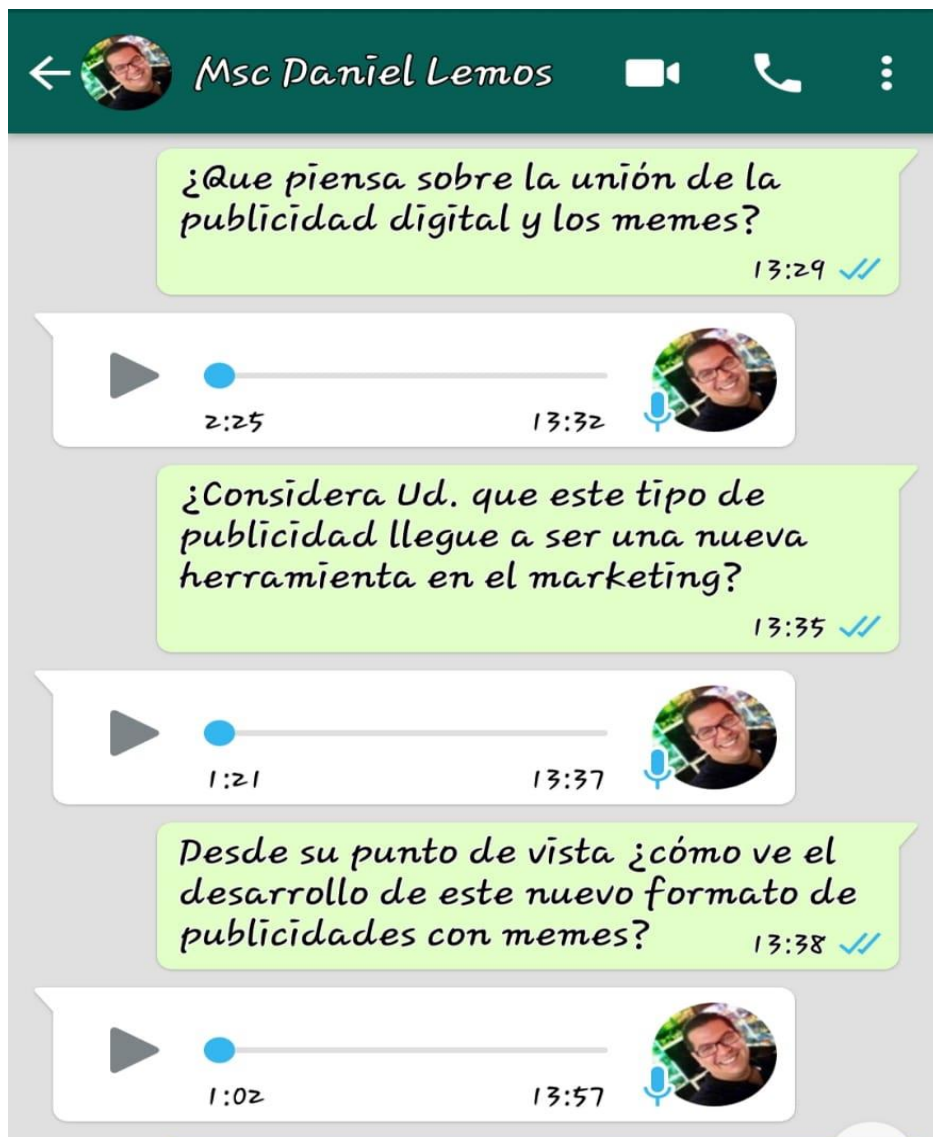 Msc Daniel Lemos
¿Que piensa sobre la unión de la
publicidad digital y los memes?
13:29
2:25 13:32
¿Considera Ud. que este tipo de
publicidad llegue a ser una nueva
herramienta en el marketing?
13:35
1:21 13:37
Desde su punto de vista ¿cómo ve el
desarrollo de este nuevo formato de
publicidades con memes? 13:38
1:02 13:57